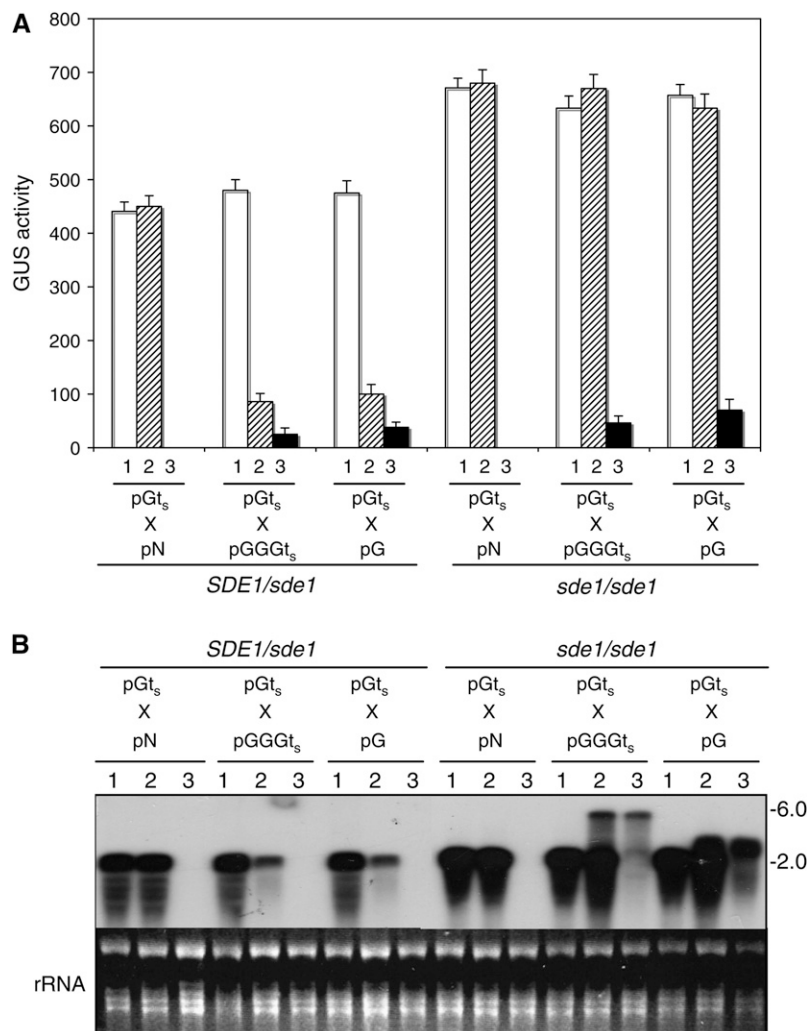 A
800
700
600
500
400
300
200
100
0
GUS activity
1 2 3 1 2 3 1 2 3 1 2 3 1 2 3 1 2 3
pGts pGts pGts pGts pGts pGts
X X X X X X
pN pGGGts pG pN pGGGts pG
SDE1/sde1 sde1/sde1
B
SDE1/sde1 sde1/sde1
pGts pGts pGts pGts pGts pGts
X X X X X X
pN pGGGts pG pN pGGGts pG
1 2 3 1 2 3 1 2 3 1 2 3 1 2 3 1 2 3
-6.0
-2.0
rRNA